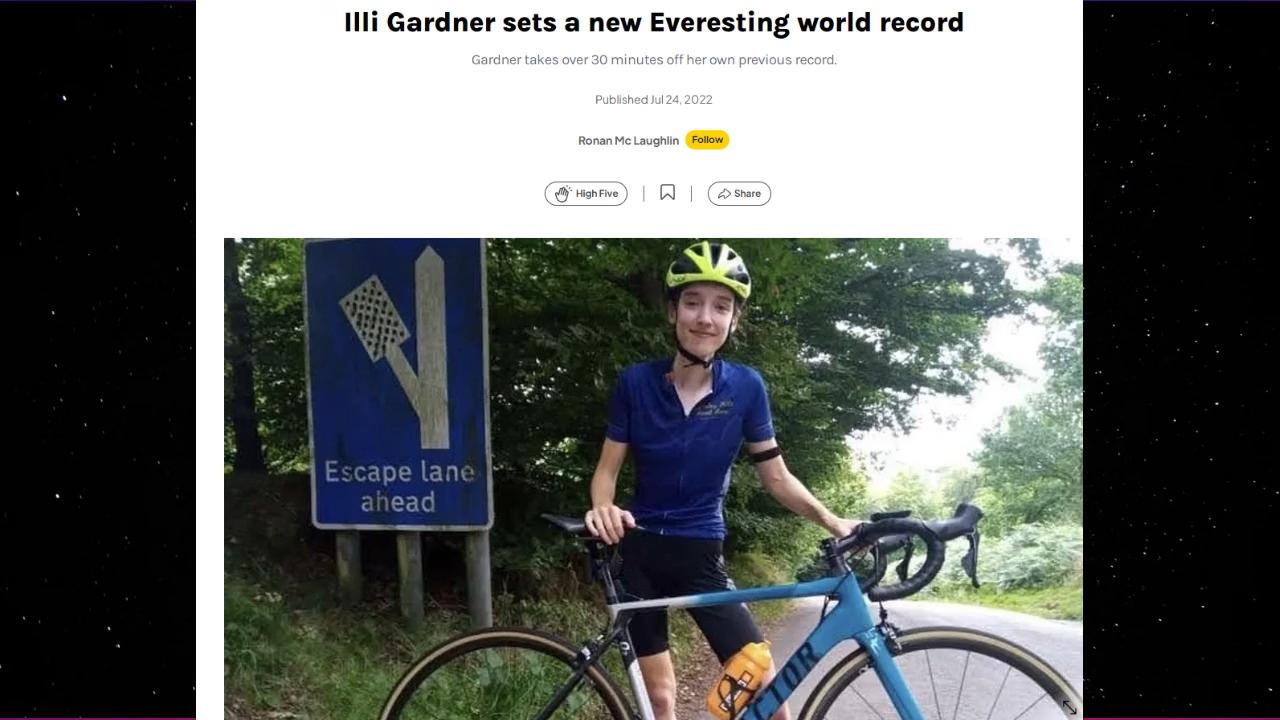 Illi Gardner sets a new Everesting world record
Gardner takes over 30 minutes off her own previous record.
Published Jul 24, 2022
Ronan Mc Laughlin Follow
High Five Share
Escape lane
ahead